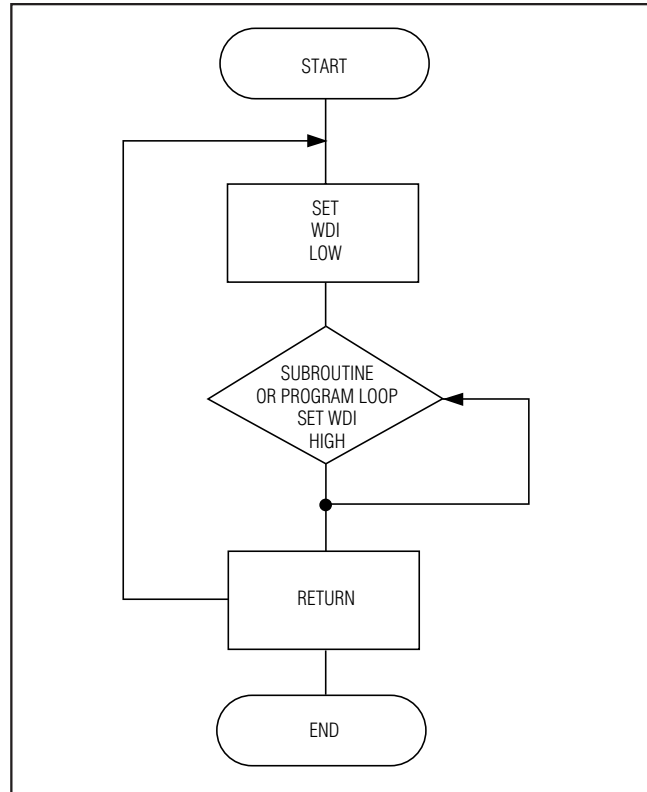 START
SET
WDI
LOW
SUBROUTINE
OR PROGRAM LOOP
SET WDI
HIGH
RETURN
END